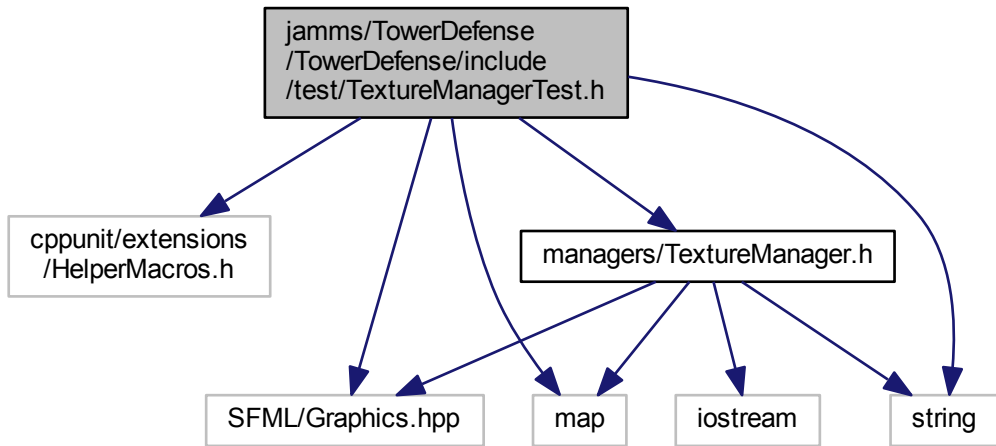 jamms/TowerDefense
/TowerDefense/include
/test/TextureManagerTest.h
cppunit/extensions
/HelperMacros.h
managers/TextureManager.h
SFML/Graphics.hpp
map
iostream
string